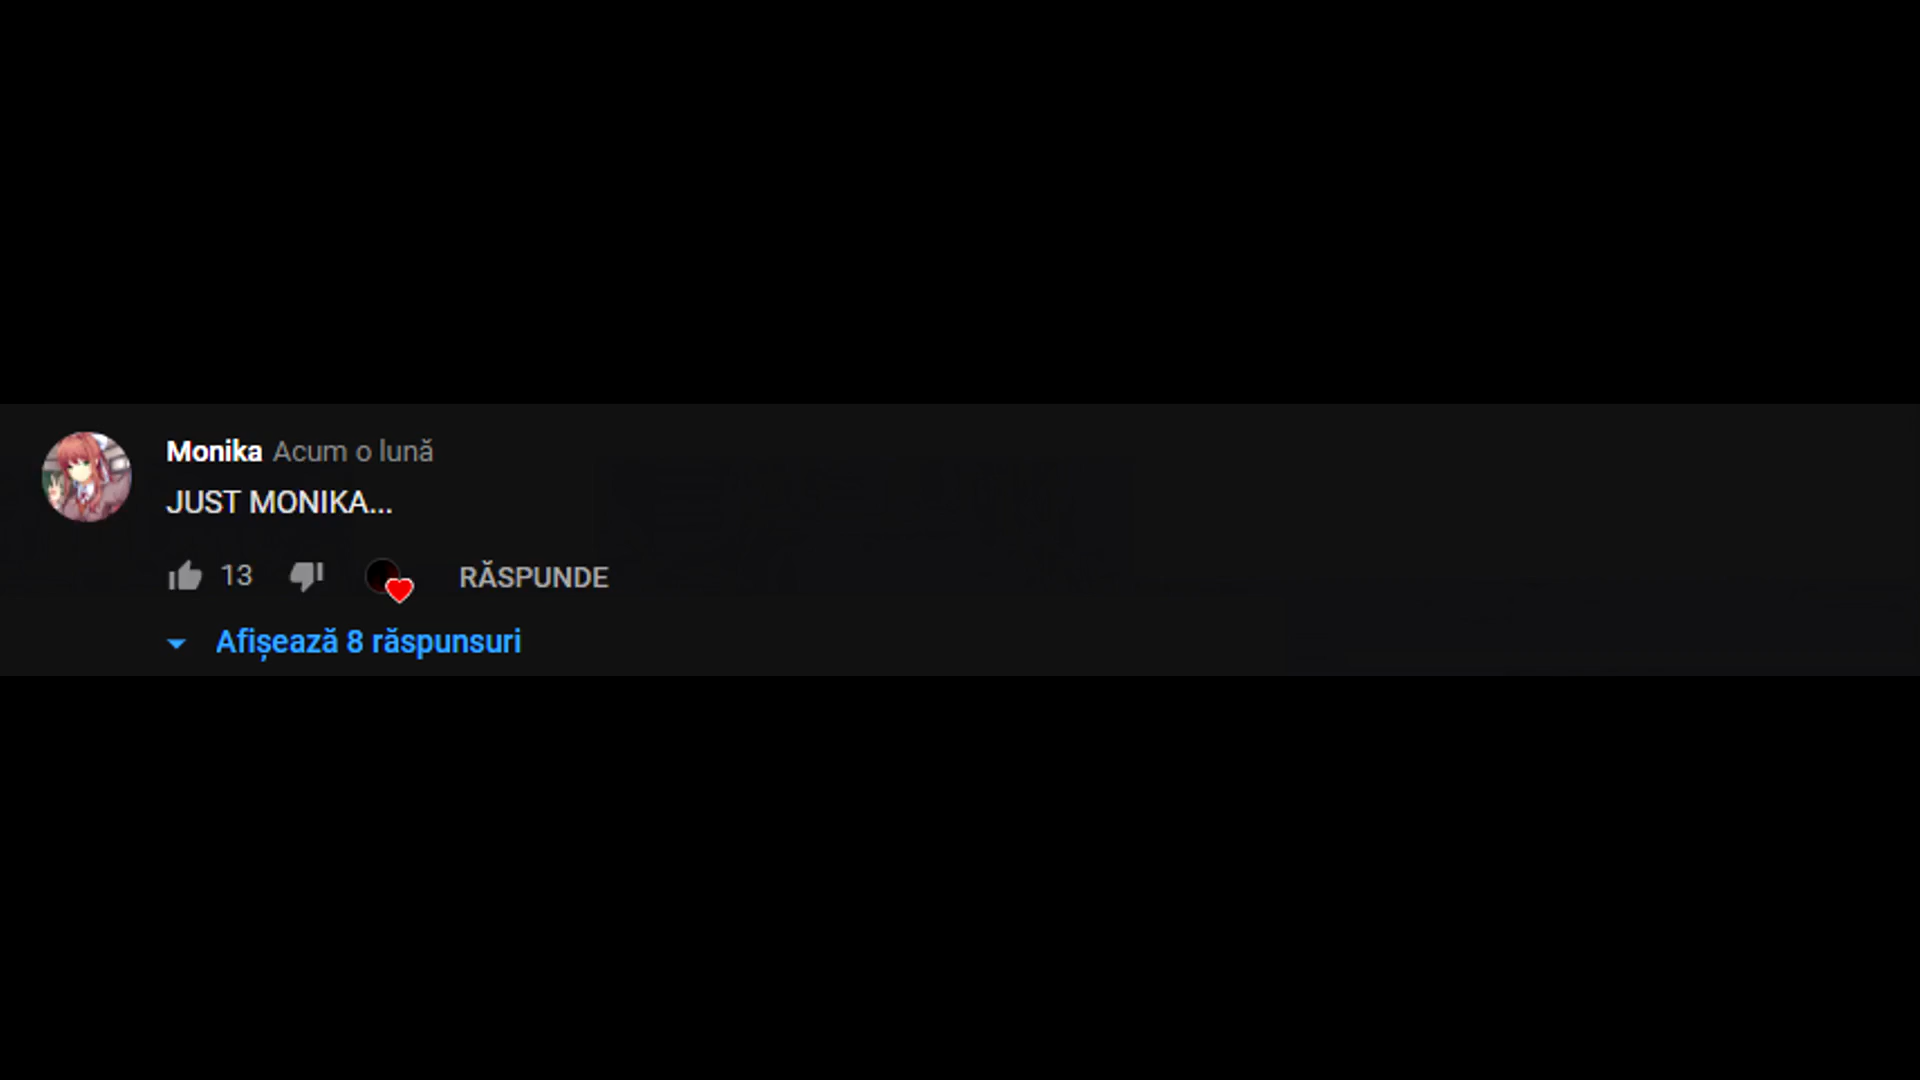 Monika Acum o lună
JUST MONIKA...
13 RĂSPUNDE
Afișează 8 răspunsuri